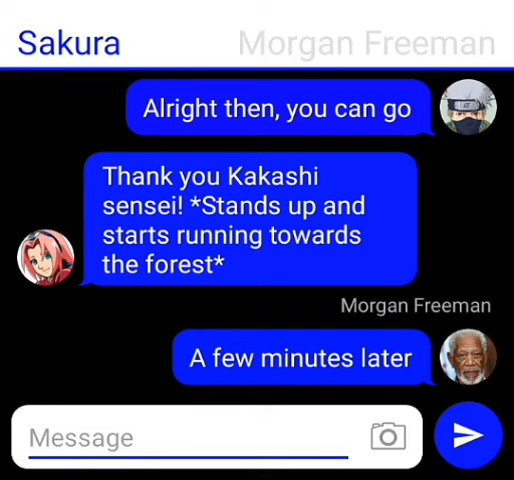 Sakura Morgan Freeman
Alright then, you can go
Thank you Kakashi
sensei! *Stands up and
starts running towards
the forest*
Morgan Freeman
A few minutes later
Message